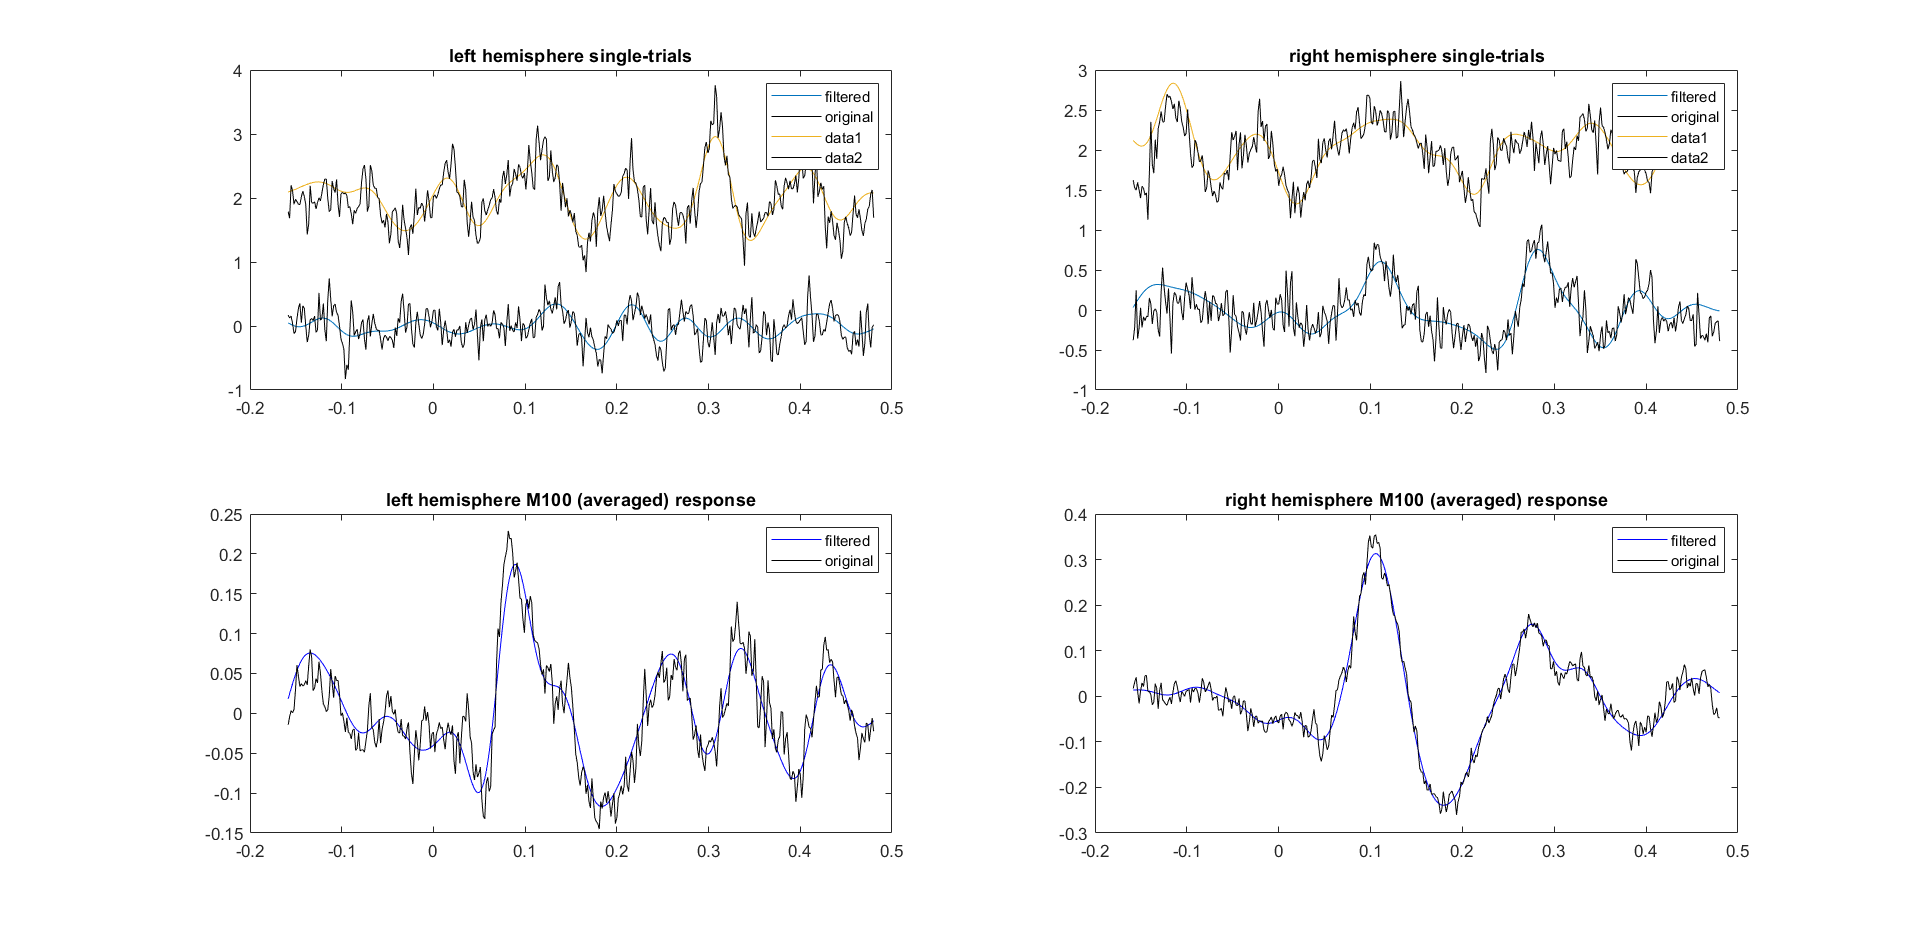 left hemisphere single-trials
4
3
2
1
0
-1
-0.2 -0.1 0 0.1 0.2 0.3 0.4 0.5
filtered
original
data1
data2
right hemisphere single-trials
3
2.5
2
1.5
1
0.5
0
-0.5
-1
-0.2 -0.1 0 0.1 0.2 0.3 0.4 0.5
filtered
original
data1
data2
left hemisphere M100 (averaged) response
0.25
0.2
0.15
0.1
0.05
0
-0.05
-0.1
-0.15
-0.2 -0.1 0 0.1 0.2 0.3 0.4 0.5
filtered
original
right hemisphere M100 (averaged) response
0.4
0.3
0.2
0.1
0
-0.1
-0.2
-0.3
-0.2 -0.1 0 0.1 0.2 0.3 0.4 0.5
filtered
original